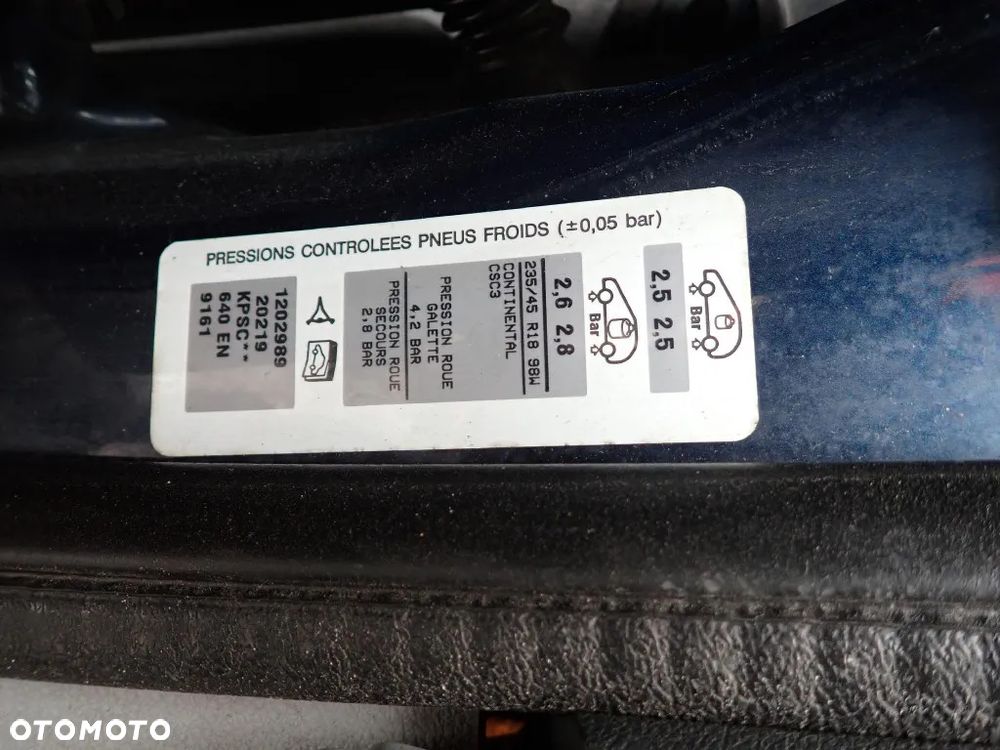 PRESSIONS CONTROLEES PNEUS FROIDS (±0,05 bar)
Bar
2,5 2,5
Bar
2,6 2,8
235/45 R18 98W
CONTINENTAL
CSC3
PRESSION ROUE
GALETTE
4,2 BAR
PRESSION ROUE
SECOURS
2,8 BAR
1202989
20219
KPSC**
640 EN
9161
OTOMOTO